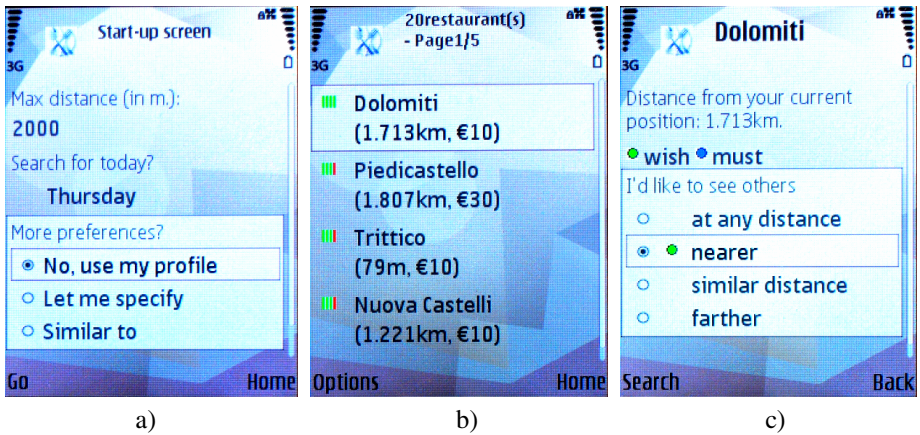 Start-up screen
3G
Max distance (in m.):
2000
Search for today?
Thursday
More preferences?
No, use my profile
Let me specify
Similar to
Go Home
a)
20restaurant(s)
- Page1/5
3G
Dolomiti
(1.713km, €10)
Piedicastello
(1.807km, €30)
Trittico
(79m, €10)
Nuova Castelli
(1.221km, €10)
Options Home
b)
Dolomiti
3G
Distance from your current
position: 1.713km.
wish must
I'd like to see others
at any distance
nearer
similar distance
farther
Search Back
c)